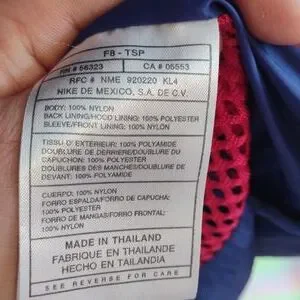 F8 - TSP
RN # 56323 CA # 05553
RFC # NME 920220 KL4
NIKE DE MEXICO, S.A. DE C.V.
BODY: 100% NYLON
BACK LINING/HOOD LINING: 100% POLYESTER
SLEEVE/FRONT LINING: 100% NYLON
TISSU D'EXTERIEUR: 100% POLYAMIDE
DOUBLURE DE DERRIERE/DOUBLURE DU
CAPUCHON: 100% POLYESTER
DOUBLURES DES MANCHES/DOUBLURE DE
DEVANT: 100% POLYAMIDE
CUERPO: 100% NYLON
FORRO ESPALDA/FORRO DE CAPUCHA:
100% POLYESTER
FORRO DE MANGAS/FORRO FRONTAL:
100% NYLON
MADE IN THAILAND
FABRIQUE EN THAILANDE
HECHO EN TAILANDIA
SEE REVERSE FOR CARE